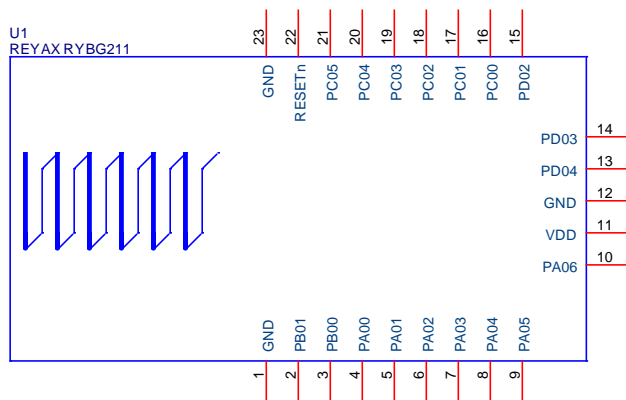 U1
REYAX RYBG211
23 22 21 20 19 18 17 16 15
GND RESETn PC05 PC04 PC03 PC02 PC01 PC00 PD02
PD03 14
PD04 13
GND 12
VDD 11
PA06 10
GND PB01 PB00 PA00 PA01 PA02 PA03 PA04 PA05
1 2 3 4 5 6 7 8 9